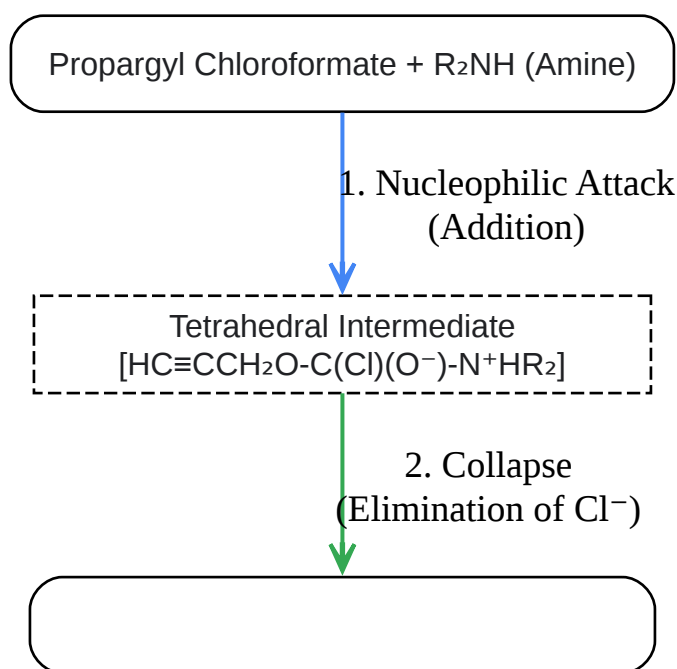 Propargyl Chloroformate + R₂NH (Amine)
1. Nucleophilic Attack
(Addition)
Tetrahedral Intermediate
[HC≡CCH₂O-C(Cl)(O⁻)-N⁺HR₂]
2. Collapse
(Elimination of Cl⁻)